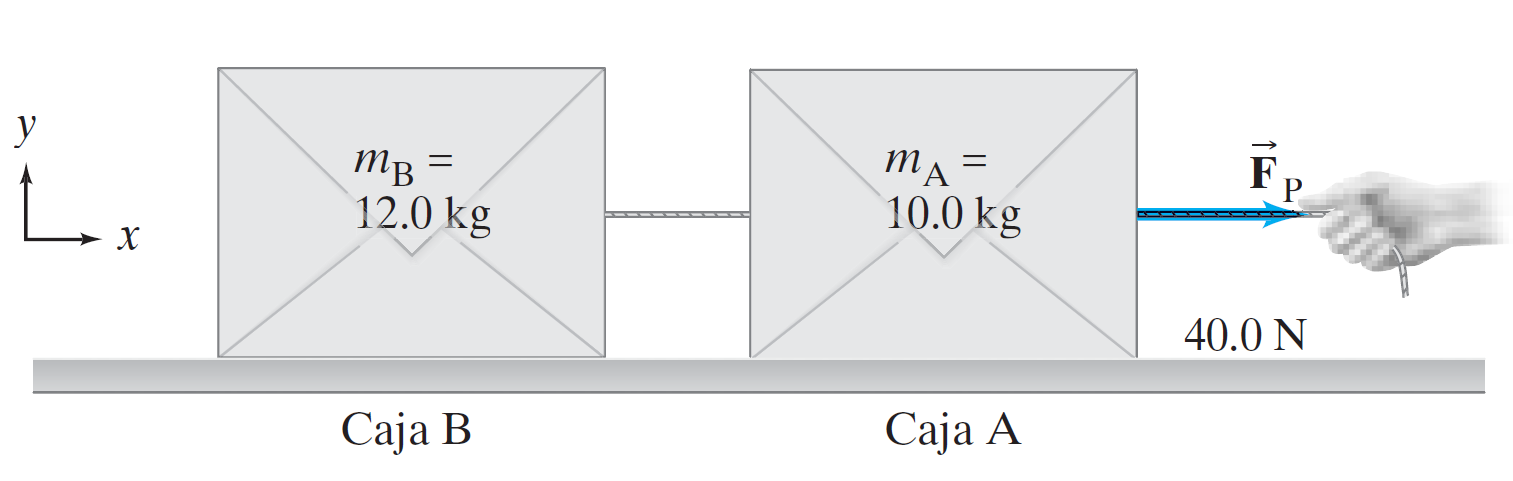 y
x
m_B =
12.0 kg
m_A =
10.0 kg
F⃗_P
40.0 N
Caja B
Caja A